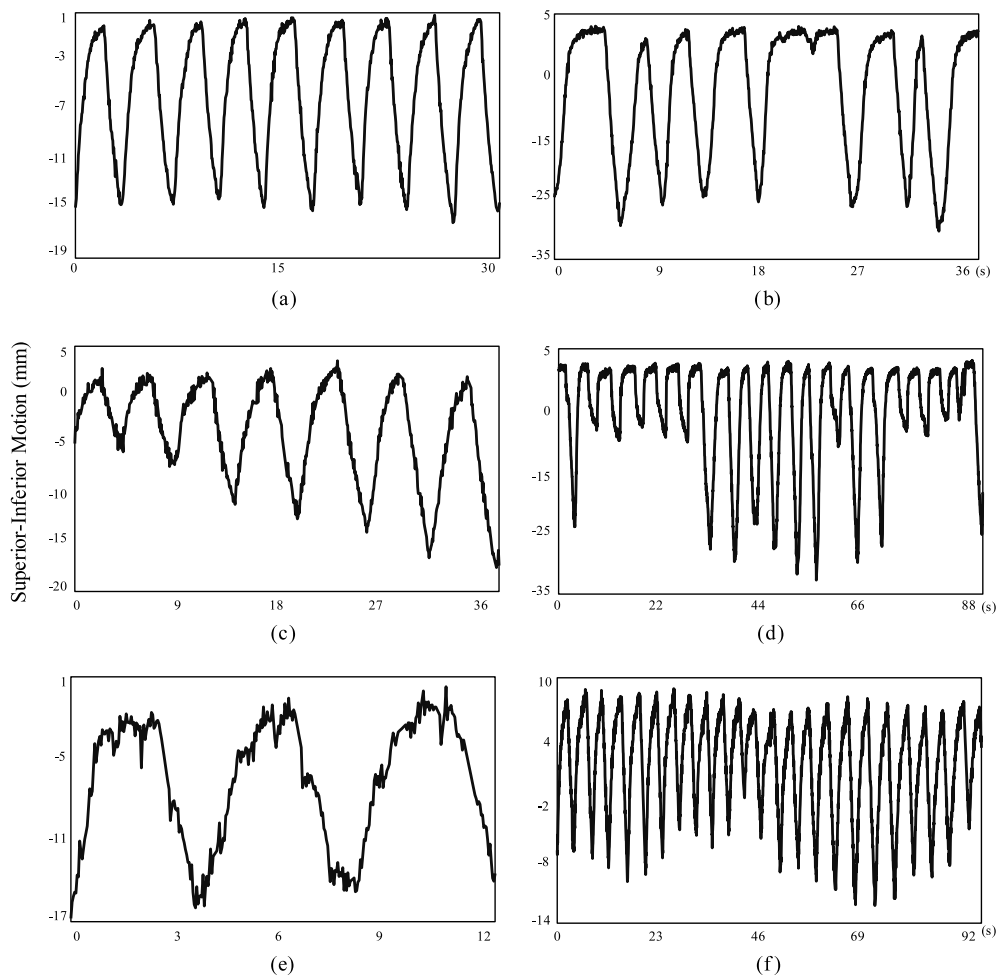 1
-3
-7
-11
-15
-19
0 15 30
(a)
5
0
-15
-25
-35
0 9 18 27 36 (s)
(b)
Superior-Inferior Motion (mm)
5
0
-5
-10
-15
-20
0 9 18 27 36
(c)
5
0
-15
-25
-35
0 22 44 66 88 (s)
(d)
1
-5
-11
-17
0 3 6 9 12
(e)
10
4
-2
-8
-14
0 23 46 69 92 (s)
(f)